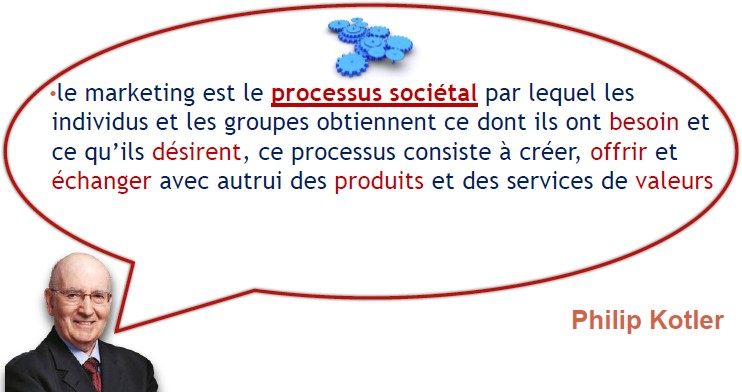 •le marketing est le processus sociétal par lequel les
individus et les groupes obtiennent ce dont ils ont besoin et
ce qu'ils désirent, ce processus consiste à créer, offrir et
échanger avec autrui des produits et des services de valeurs
Philip Kotler